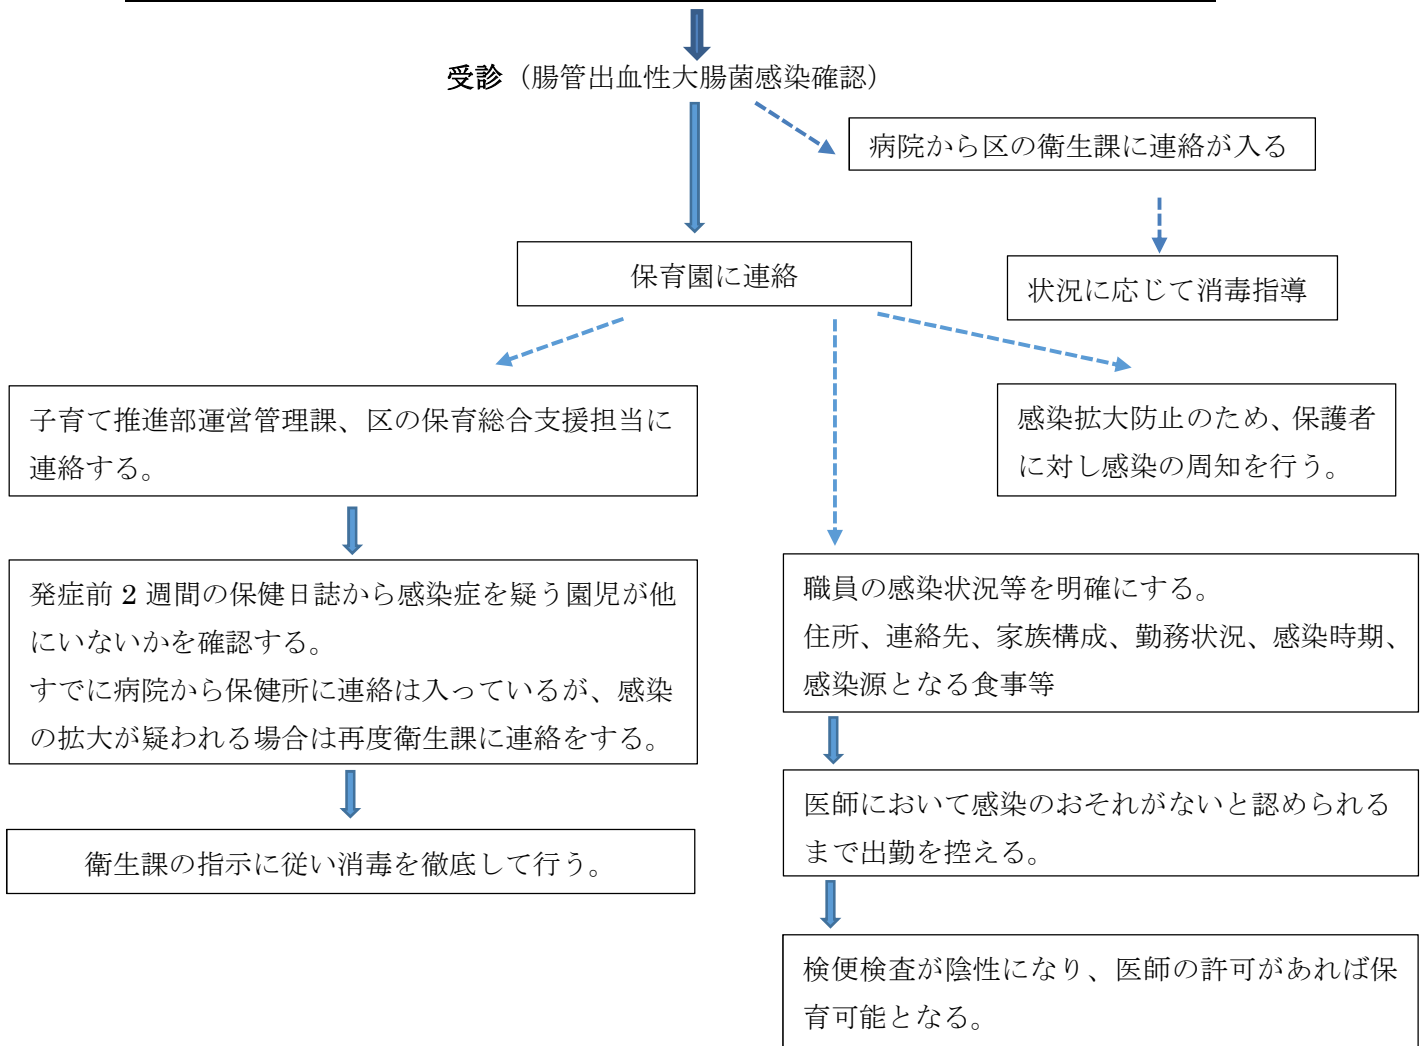 受診（腸管出血性大腸菌感染確認）
病院から区の衛生課に連絡が入る
保育園に連絡
状況に応じて消毒指導
子育て推進部運営管理課、区の保育総合支援担当に
連絡する。
感染拡大防止のため、保護者
に対し感染の周知を行う。
発症前 2 週間の保健日誌から感染症を疑う園児が他
にいないかを確認する。
すでに病院から保健所に連絡は入っているが、感染
の拡大が疑われる場合は再度衛生課に連絡をする。
職員の感染状況等を明確にする。
住所、連絡先、家族構成、勤務状況、感染時期、
感染源となる食事等
衛生課の指示に従い消毒を徹底して行う。
医師において感染のおそれがないと認められる
まで出勤を控える。
検便検査が陰性になり、医師の許可があれば保
育可能となる。